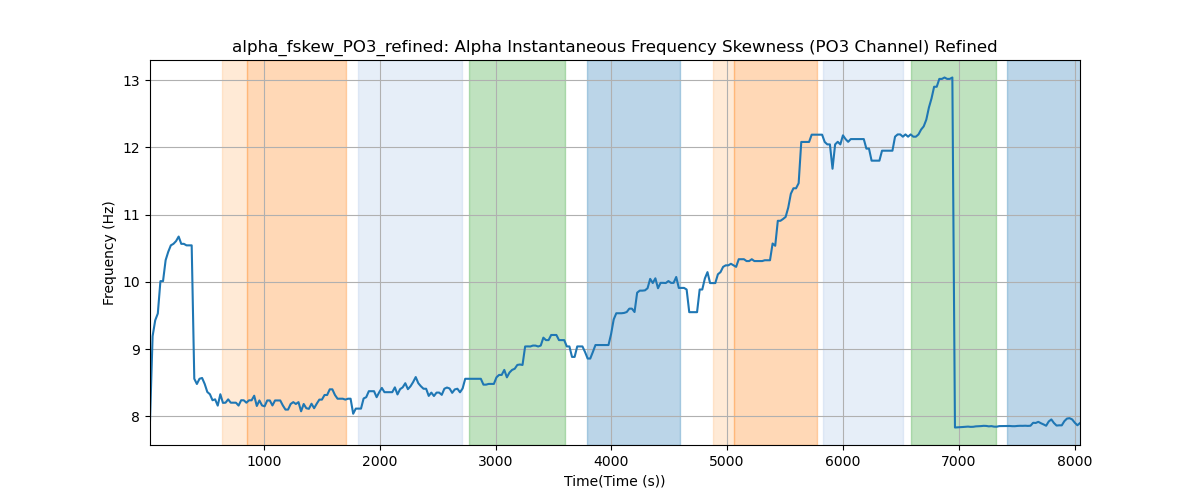 alpha_fskew_PO3_refined: Alpha Instantaneous Frequency Skewness (PO3 Channel) Refined
13
12
11
10
9
8
Frequency (Hz)
1000 2000 3000 4000 5000 6000 7000 8000
Time(Time (s))